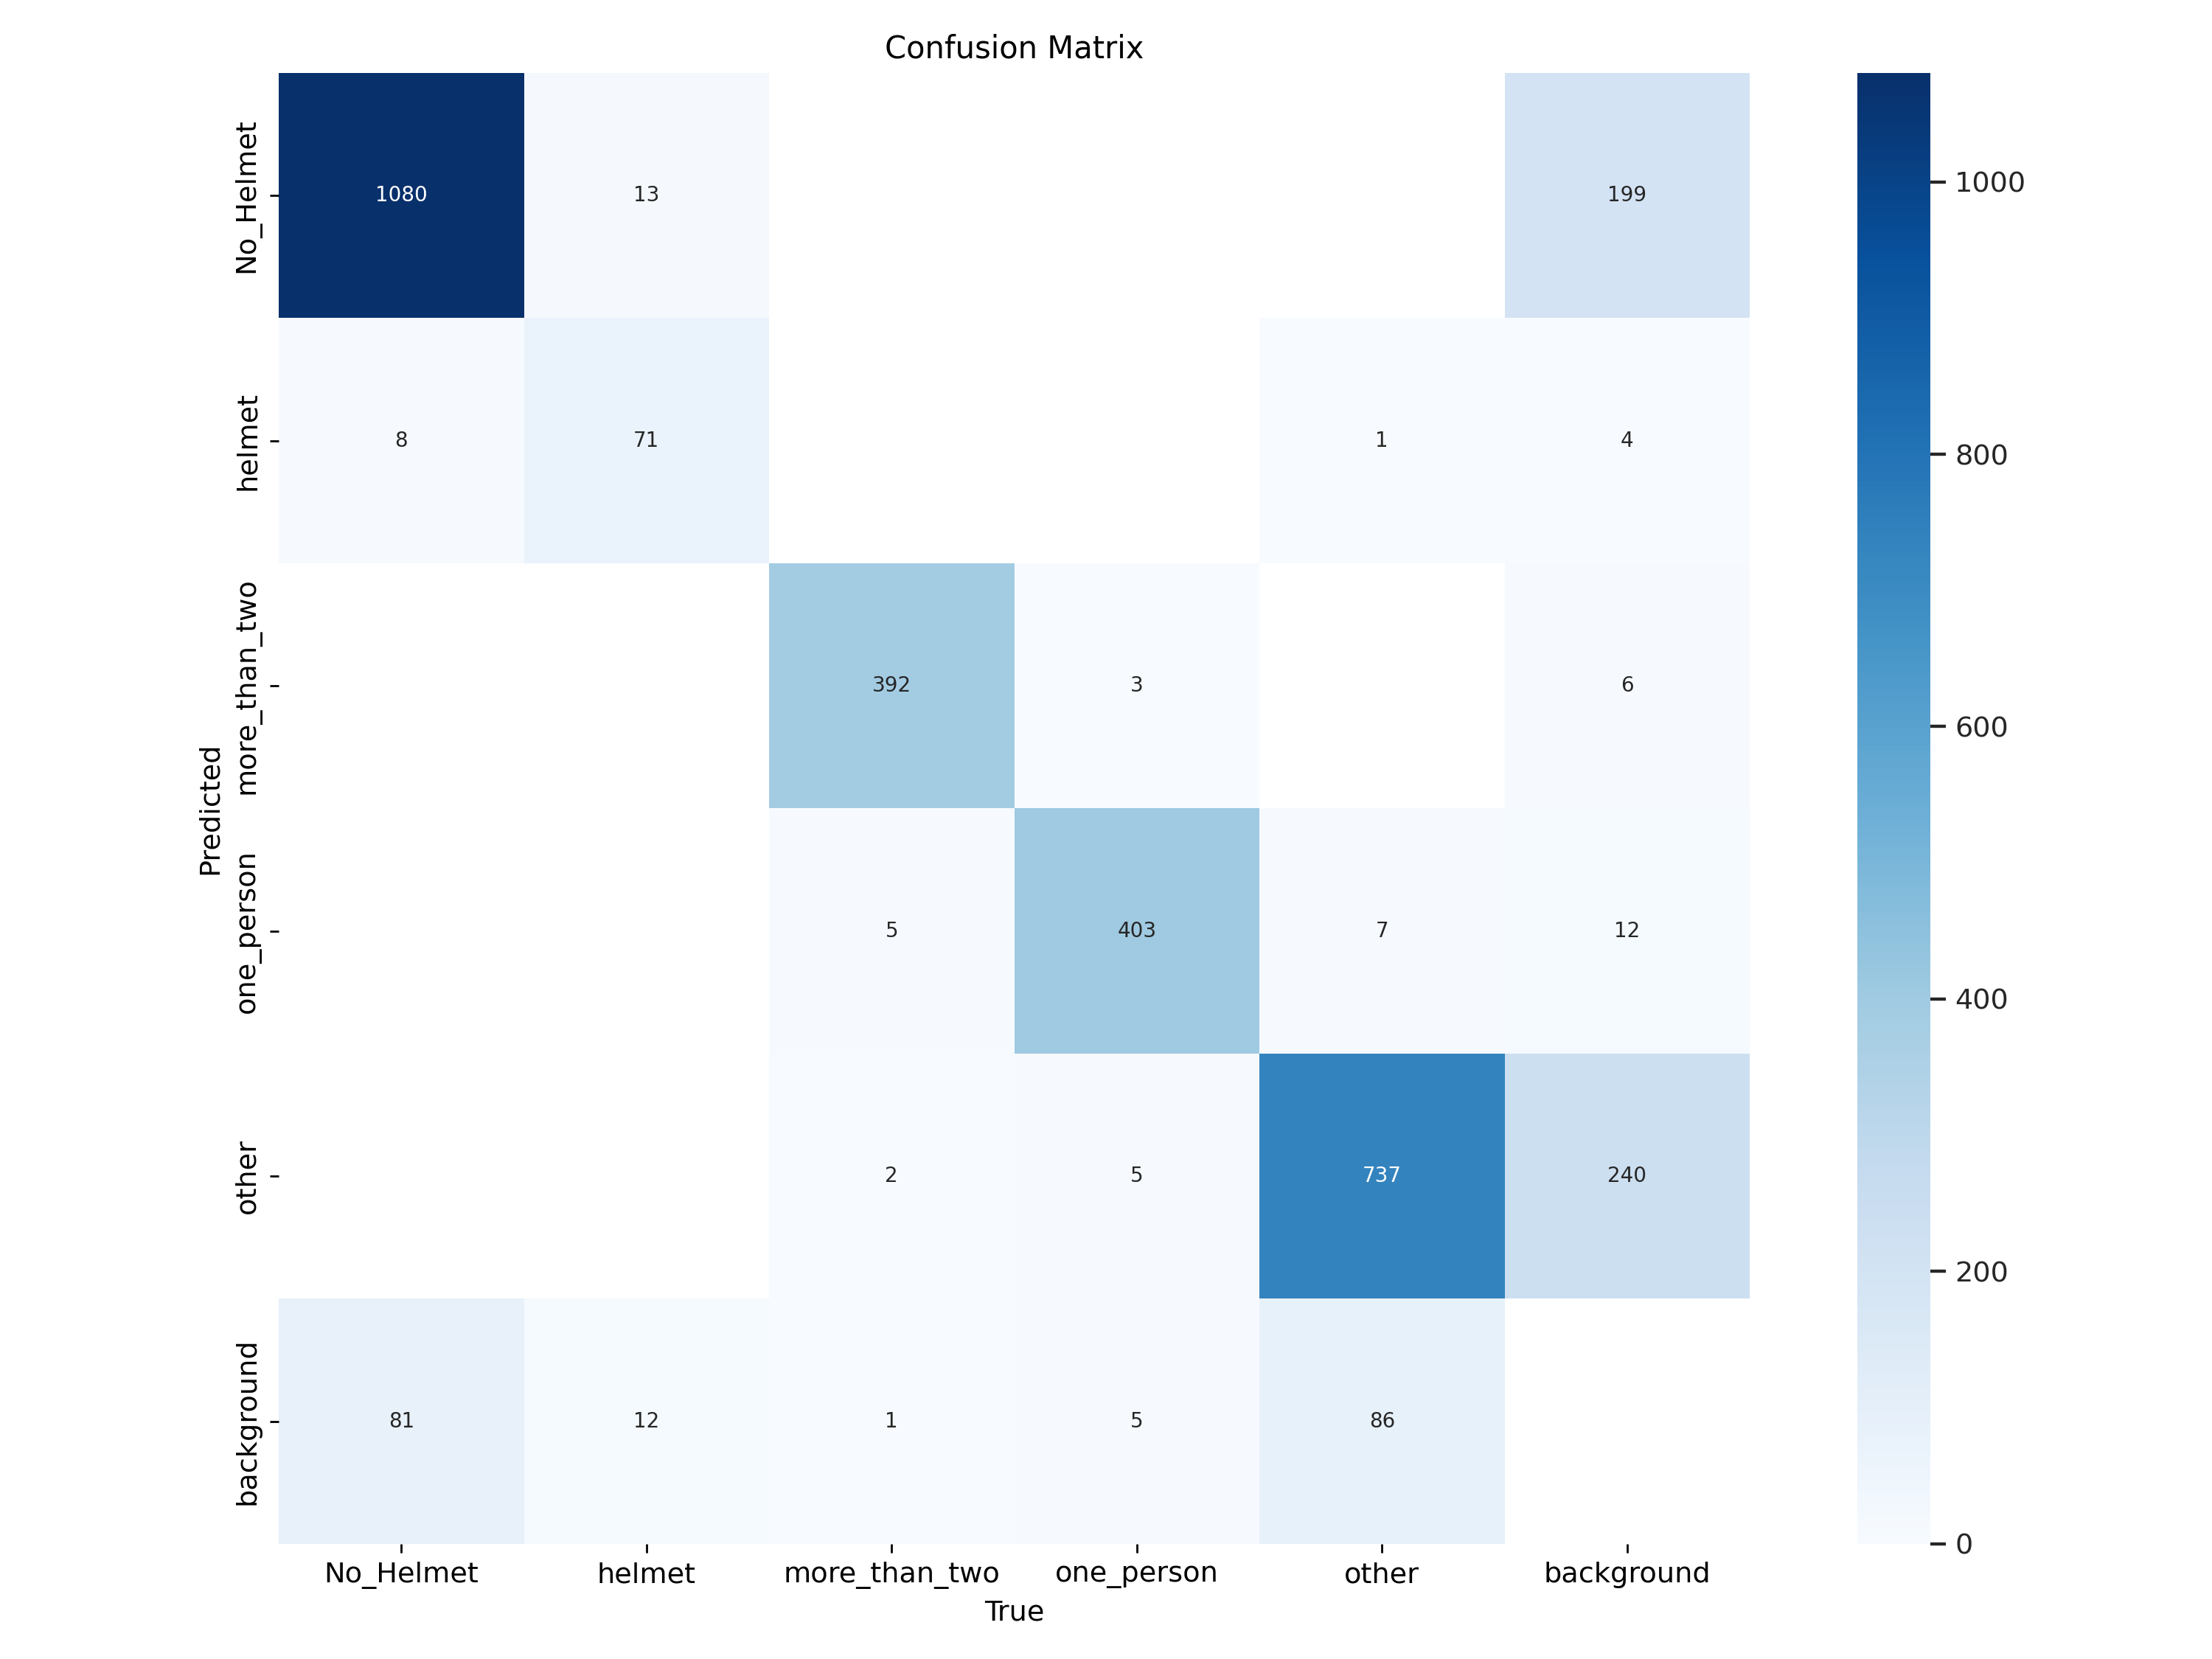 Confusion Matrix
No_Helmet
1080
13
199
1000
helmet
8
71
1
4
800
more_than_two
392
3
6
600
Predicted
one_person
5
403
7
12
400
other
2
5
737
240
200
background
81
12
1
5
86
0
No_Helmet
helmet
more_than_two
one_person
other
background
True